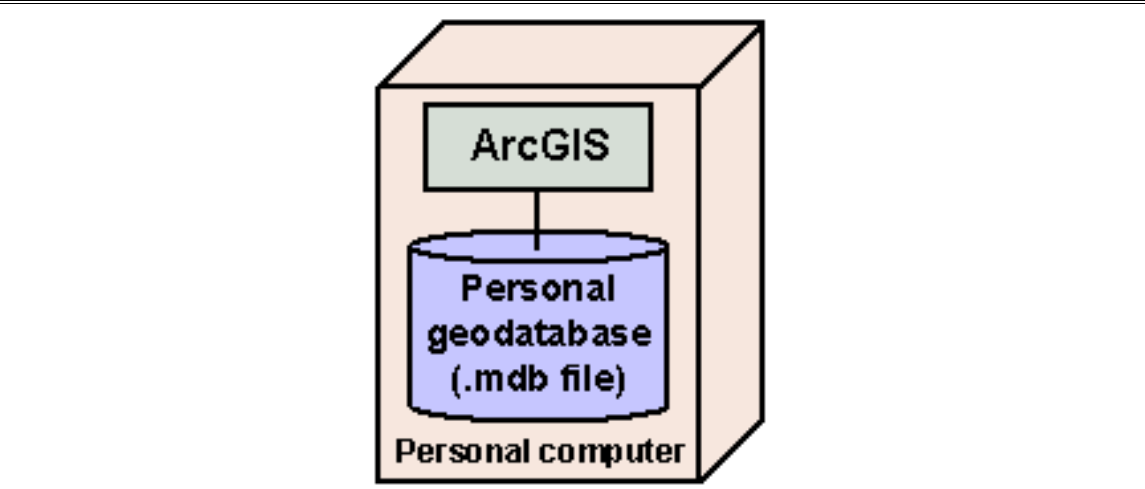 ArcGIS
Personal
geodatabase
(.mdb file)
Personal computer